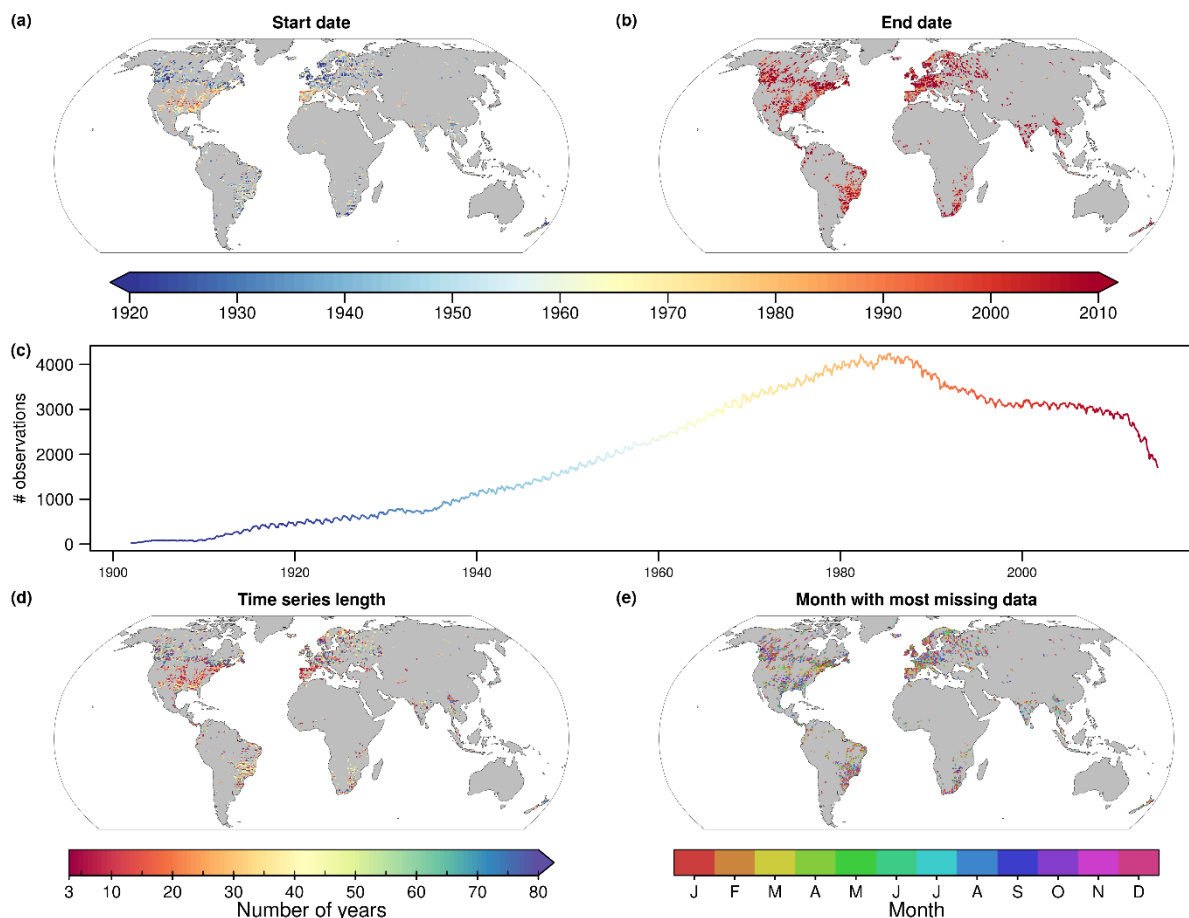 (a) Start date
(b) End date
1920 1930 1940 1950 1960 1970 1980 1990 2000 2010
(c)
# observations
4000
3000
2000
1000
0
1900 1920 1940 1960 1980 2000
(d) Time series length
(e) Month with most missing data
3 10 20 30 40 50 60 70 80
Number of years
J F M A M J J A S O N D
Month